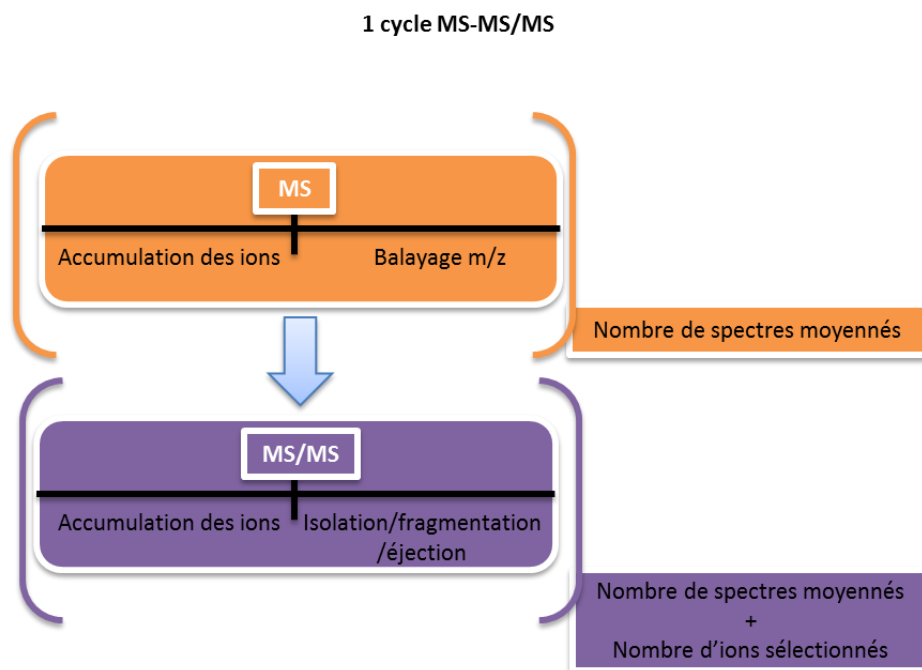 1 cycle MS-MS/MS
MS
Accumulation des ions
Balayage m/z
Nombre de spectres moyennés
MS/MS
Accumulation des ions
Isolation/fragmentation
/éjection
Nombre de spectres moyennés
+
Nombre d'ions sélectionnés